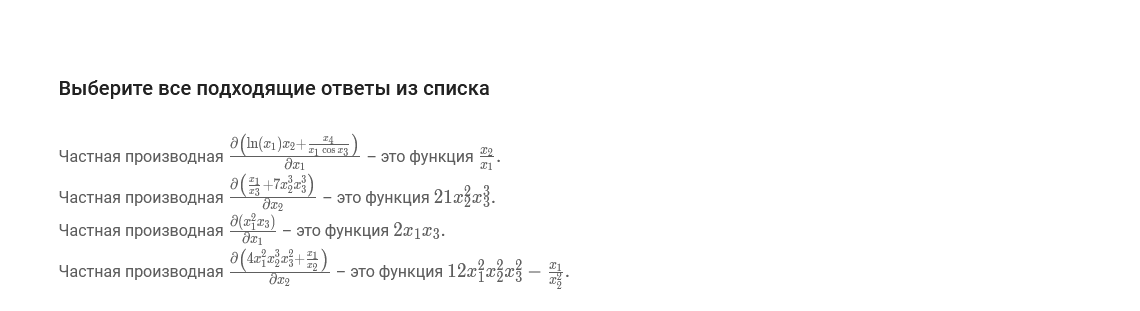 Выберите все подходящие ответы из списка
Частная производная $\frac{\partial\left(\ln(x_1)x_2+\frac{x_4}{x_1\cos x_3}\right)}{\partial x_1}$ – это функция $\frac{x_2}{x_1}$.
Частная производная $\frac{\partial\left(\frac{x_1}{x_3}+7x_2^3x_3^3\right)}{\partial x_2}$ – это функция $21x_2^2x_3^3$.
Частная производная $\frac{\partial(x_1^2x_3)}{\partial x_1}$ – это функция $2x_1x_3$.
Частная производная $\frac{\partial\left(4x_1^2x_2^3x_3^2+\frac{x_1}{x_2}\right)}{\partial x_2}$ – это функция $12x_1^2x_2^2x_3^2-\frac{x_1}{x_2^2}$.